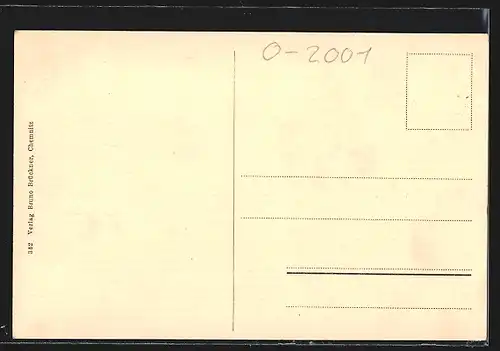 O-2001
382 Verlag Bruno Brückner, Chemnitz